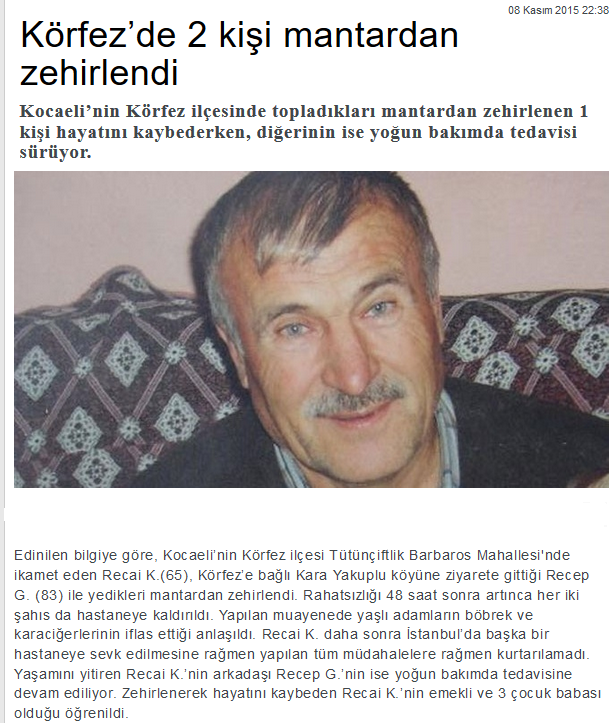 08 Kasım 2015 22:38
Körfez’de 2 kişi mantardan
zehirlendi
Kocaeli’nin Körfez ilçesinde topladıkları mantardan zehirlenen 1
kişi hayatını kaybederken, diğerinin ise yoğun bakımda tedavisi
sürüyor.
Edinilen bilgiye göre, Kocaeli’nin Körfez ilçesi Tütünçiftlik Barbaros Mahallesi'nde
ikamet eden Recai K.(65), Körfez’e bağlı Kara Yakuplu köyüne ziyarete gittiği Recep
G. (83) ile yedikleri mantardan zehirlendi. Rahatsızlığı 48 saat sonra artınca her iki
şahıs da hastaneye kaldırıldı. Yapılan muayenede yaşlı adamların böbrek ve
karaciğerlerinin iflas ettiği anlaşıldı. Recai K. daha sonra İstanbul’da başka bir
hastaneye sevk edilmesine rağmen yapılan tüm müdahalelere rağmen kurtarılamadı.
Yaşamını yitiren Recai K.’nin arkadaşı Recep G.’nin ise yoğun bakımda tedavisine
devam ediliyor. Zehirlenerek hayatını kaybeden Recai K.’nin emekli ve 3 çocuk babası
olduğu öğrenildi.